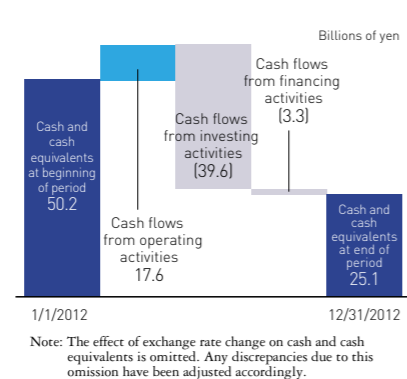 Billions of yen
Cash and
cash
equivalents
at beginning
of period
50.2
Cash flows
from operating
activities
17.6
Cash flows
from investing
activities
(39.6)
Cash flows
from financing
activities
(3.3)
Cash and
cash
equivalents
at end of
period
25.1
1/1/2012
12/31/2012
Note: The effect of exchange rate change on cash and cash
equivalents is omitted. Any discrepancies due to this
omission have been adjusted accordingly.